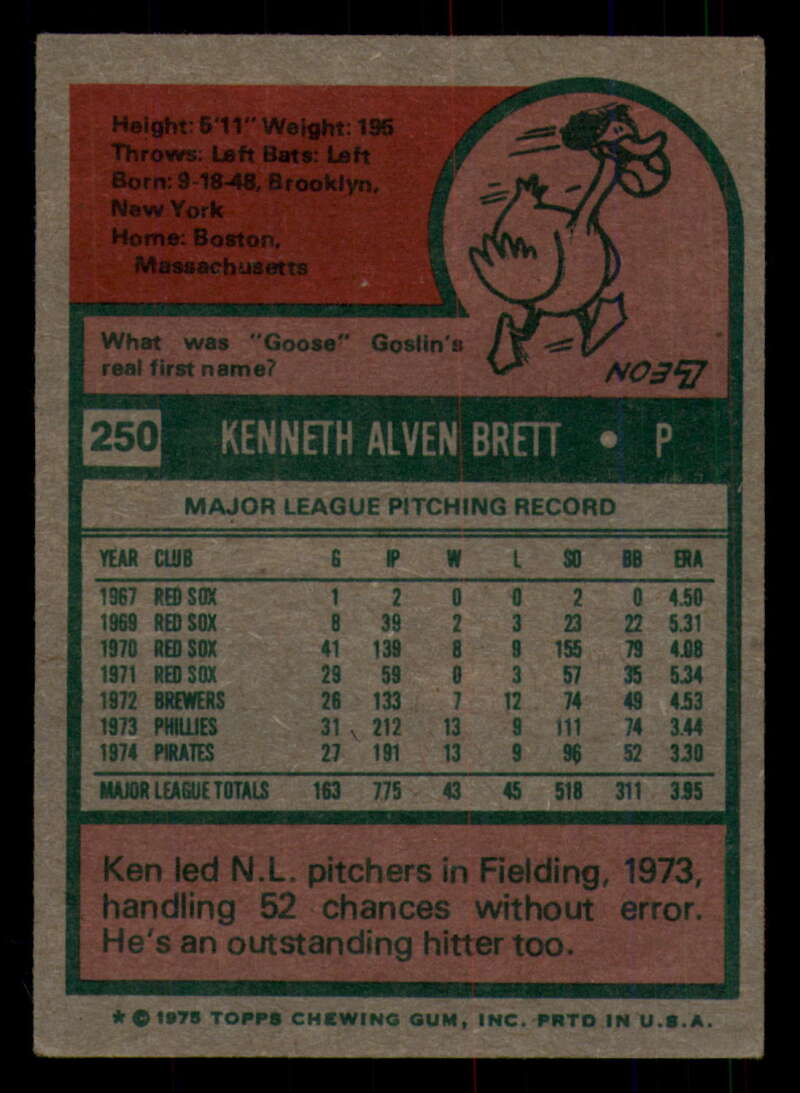 Height: 5'11" Weight: 195
Throws: Left Bats: Left
Born: 9-18-48, Brooklyn,
New York
Home: Boston,
Massachusetts
What was "Goose" Goslin's
real first name?
LEON
250 KENNETH ALVEN BRETT • P
MAJOR LEAGUE PITCHING RECORD
YEAR CLUB G IP W L SO BB ERA
1967 RED SOX 1 2 0 0 2 0 4.50
1969 RED SOX 8 39 2 3 23 22 5.31
1970 RED SOX 41 139 8 9 155 79 4.08
1971 RED SOX 29 59 0 3 57 35 5.34
1972 BREWERS 26 133 7 12 74 49 4.53
1973 PHILLIES 31 212 13 9 111 74 3.44
1974 PIRATES 27 191 13 9 96 52 3.30
MAJOR LEAGUE TOTALS 163 775 43 45 518 311 3.95
Ken led N.L. pitchers in Fielding, 1973,
handling 52 chances without error.
He's an outstanding hitter too.
* © 1975 TOPPS CHEWING GUM, INC. PRTD IN U.S.A.